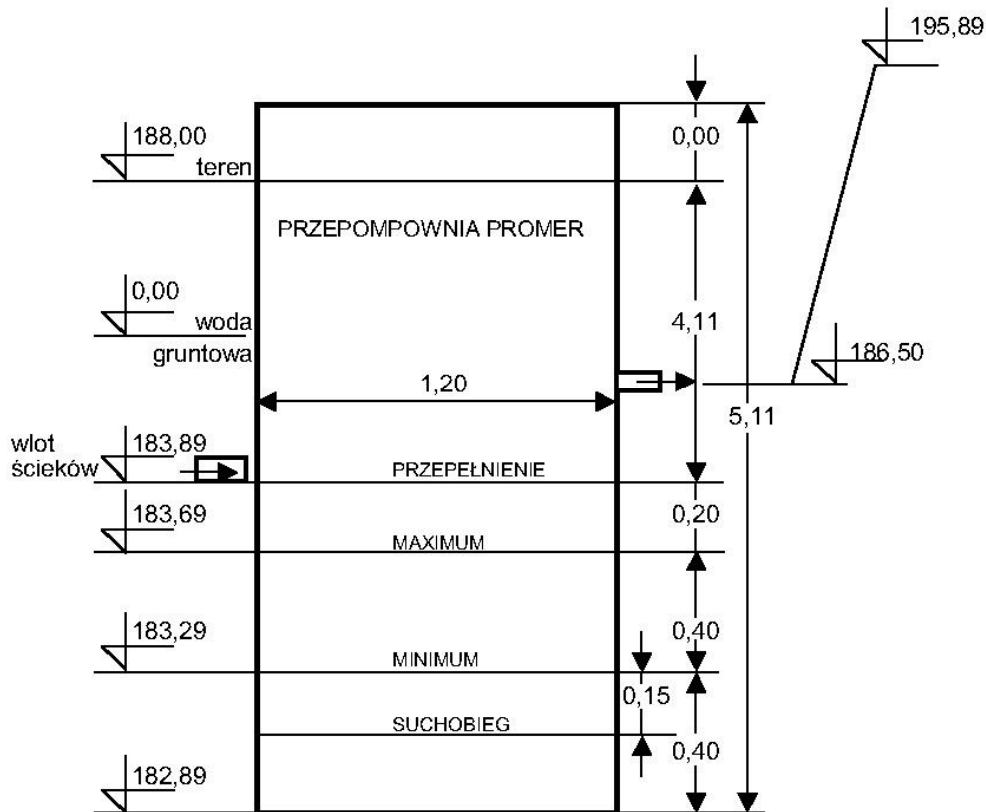 195,89
188,00
teren
0,00
PRZEPOMPOWNIA PROMER
0,00
woda
gruntowa
4,11
186,50
1,20
5,11
wlot
ścieków
183,89
PRZEPEŁNIENIE
183,69
0,20
MAXIMUM
183,29
0,40
MINIMUM
0,15
SUCHOBIEG
0,40
182,89